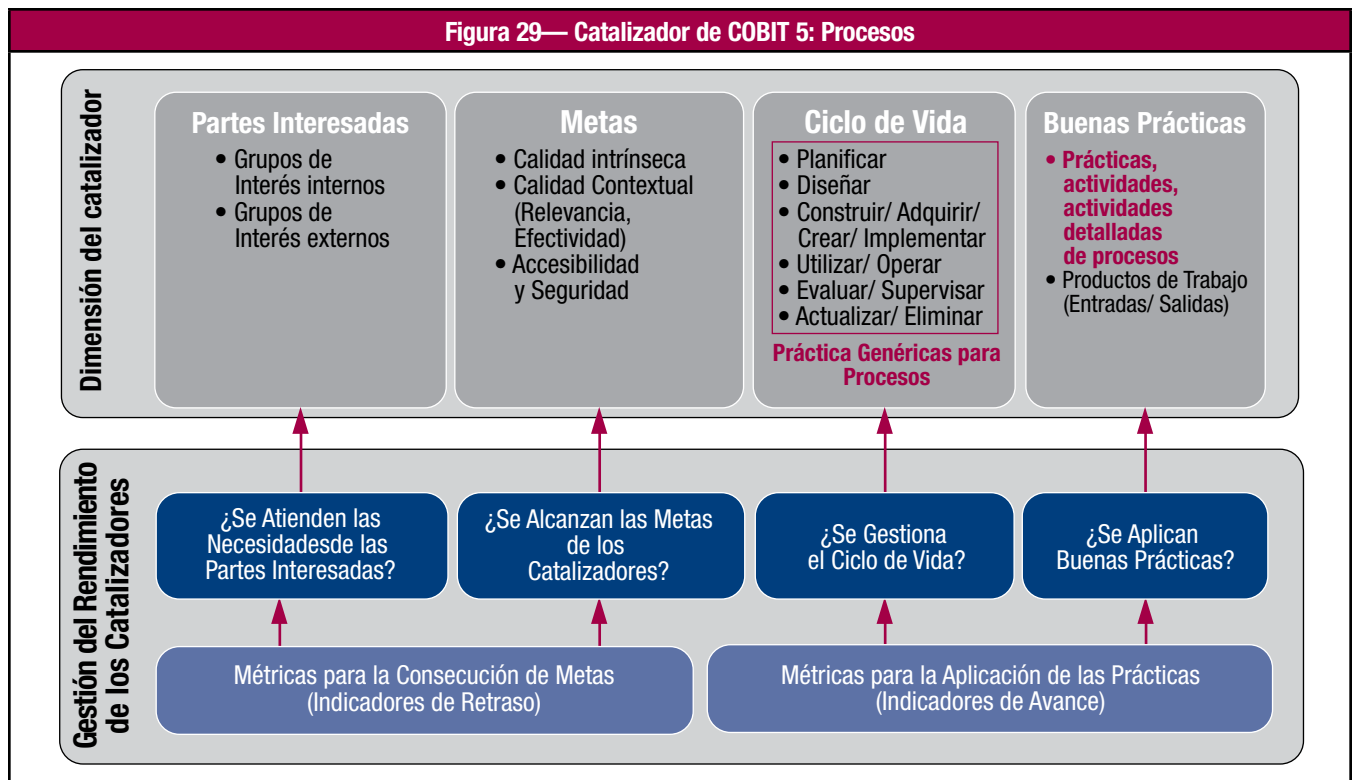 Figura 29— Catalizador de COBIT 5: Procesos
Dimensión del catalizador
Partes Interesadas
• Grupos de
Interés internos
• Grupos de
Interés externos
Metas
• Calidad intrínseca
• Calidad Contextual
(Relevancia,
Efectividad)
• Accesibilidad
y Seguridad
Ciclo de Vida
• Planificar
• Diseñar
• Construir/ Adquirir/
Crear/ Implementar
• Utilizar/ Operar
• Evaluar/ Supervisar
• Actualizar/ Eliminar
Práctica Genéricas para
Procesos
Buenas Prácticas
• Prácticas,
actividades,
actividades
detalladas
de procesos
• Productos de Trabajo
(Entradas/ Salidas)
Gestión del Rendimiento
de los Catalizadores
¿Se Atienden las
Necesidadesde las
Partes Interesadas?
¿Se Alcanzan las Metas
de los
Catalizadores?
¿Se Gestiona
el Ciclo de Vida?
¿Se Aplican
Buenas Prácticas?
Métricas para la Consecución de Metas
(Indicadores de Retraso)
Métricas para la Aplicación de las Prácticas
(Indicadores de Avance)